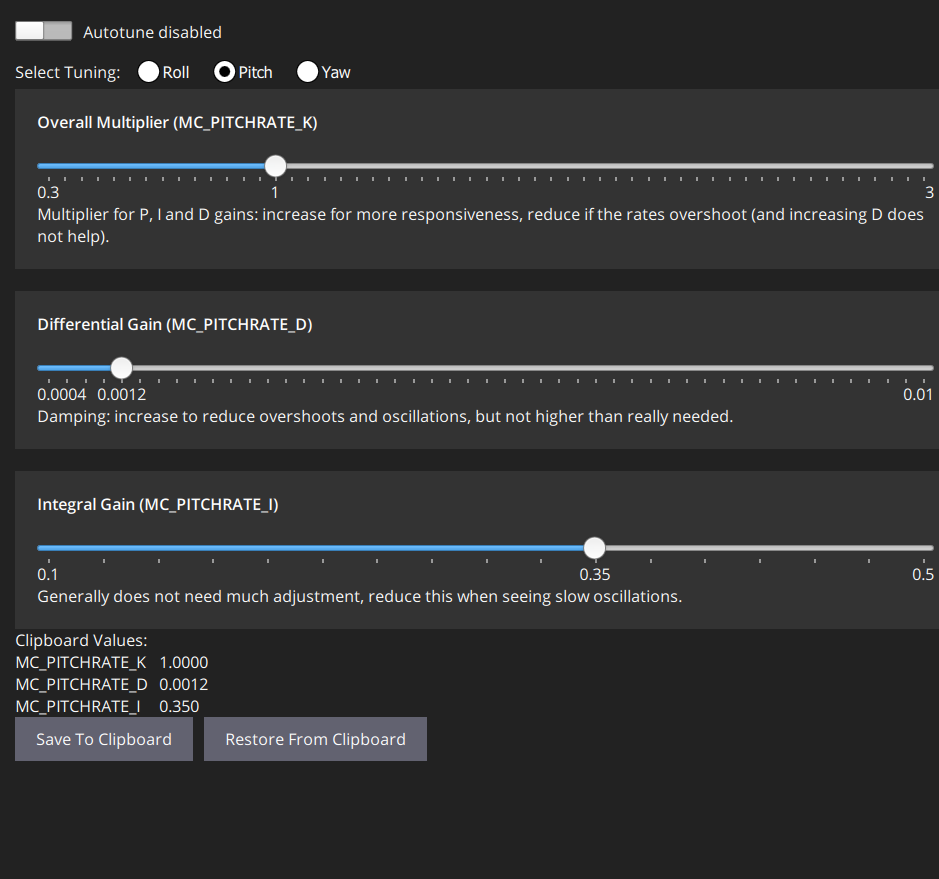 Autotune disabled
Select Tuning: Roll Pitch Yaw
Overall Multiplier (MC_PITCHRATE_K)
0.3 1 3
Multiplier for P, I and D gains: increase for more responsiveness, reduce if the rates overshoot (and increasing D does
not help).
Differential Gain (MC_PITCHRATE_D)
0.0004 0.0012 0.01
Damping: increase to reduce overshoots and oscillations, but not higher than really needed.
Integral Gain (MC_PITCHRATE_I)
0.1 0.35 0.5
Generally does not need much adjustment, reduce this when seeing slow oscillations.
Clipboard Values:
MC_PITCHRATE_K 1.0000
MC_PITCHRATE_D 0.0012
MC_PITCHRATE_I 0.350
Save To Clipboard Restore From Clipboard